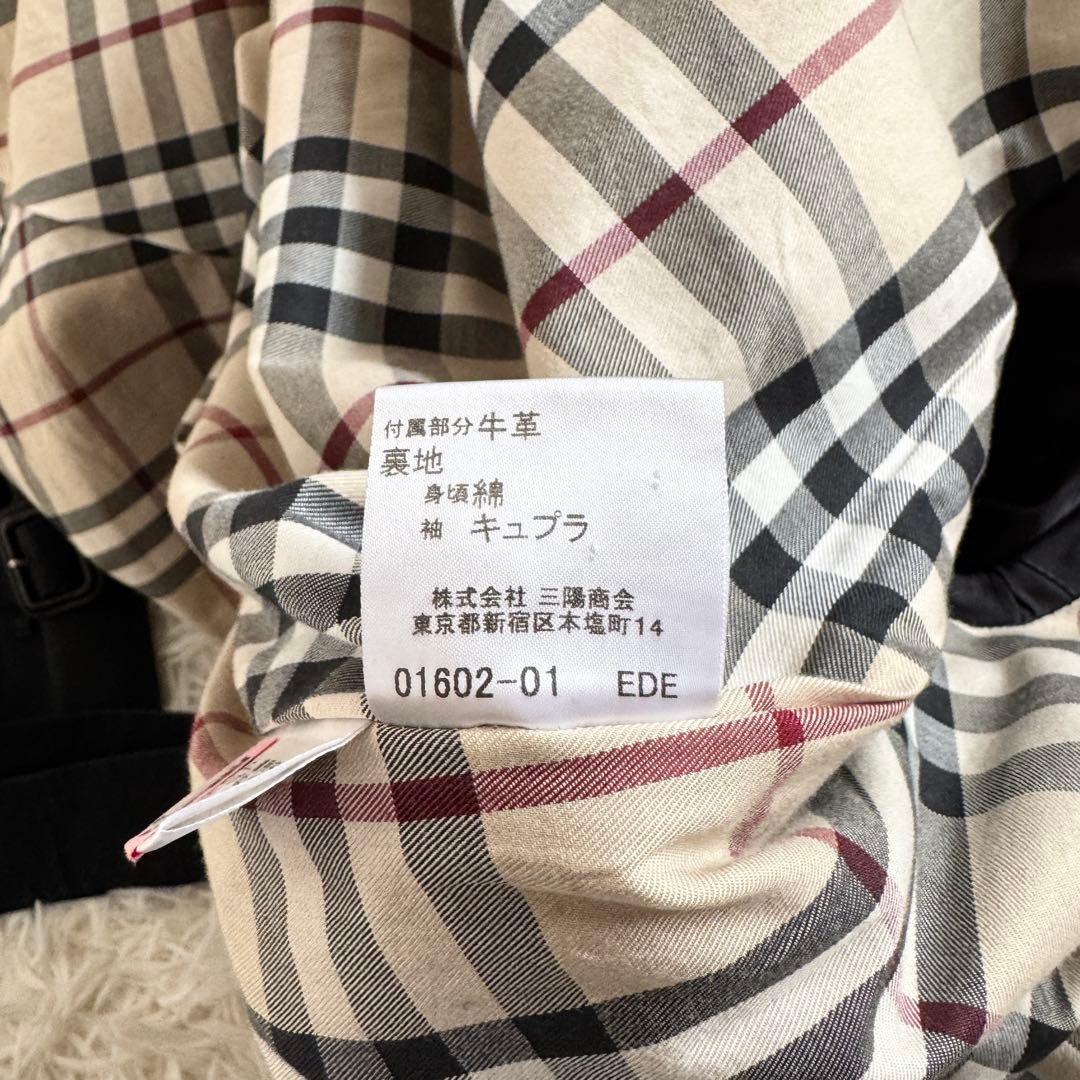 付属部分 牛革
裏地
身頃 綿
袖 キュプラ
株式会社 三陽商会
東京都新宿区本塩町14
01602-01 EDE